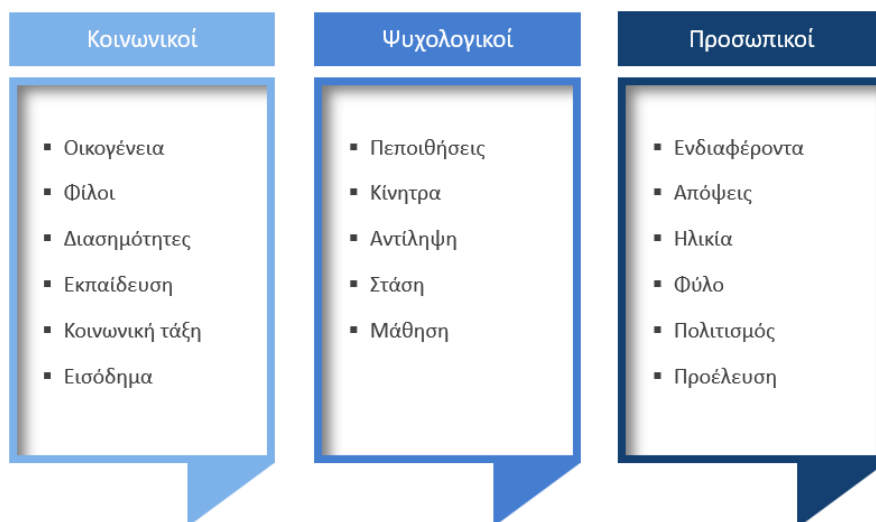 Κοινωνικοί
Οικογένεια
Φίλοι
Διασημότητες
Εκπαίδευση
Κοινωνική τάξη
Εισόδημα
Ψυχολογικοί
Πεποιθήσεις
Κίνητρα
Αντίληψη
Στάση
Μάθηση
Προσωπικοί
Ενδιαφέροντα
Απόψεις
Ηλικία
Φύλο
Πολιτισμός
Προέλευση